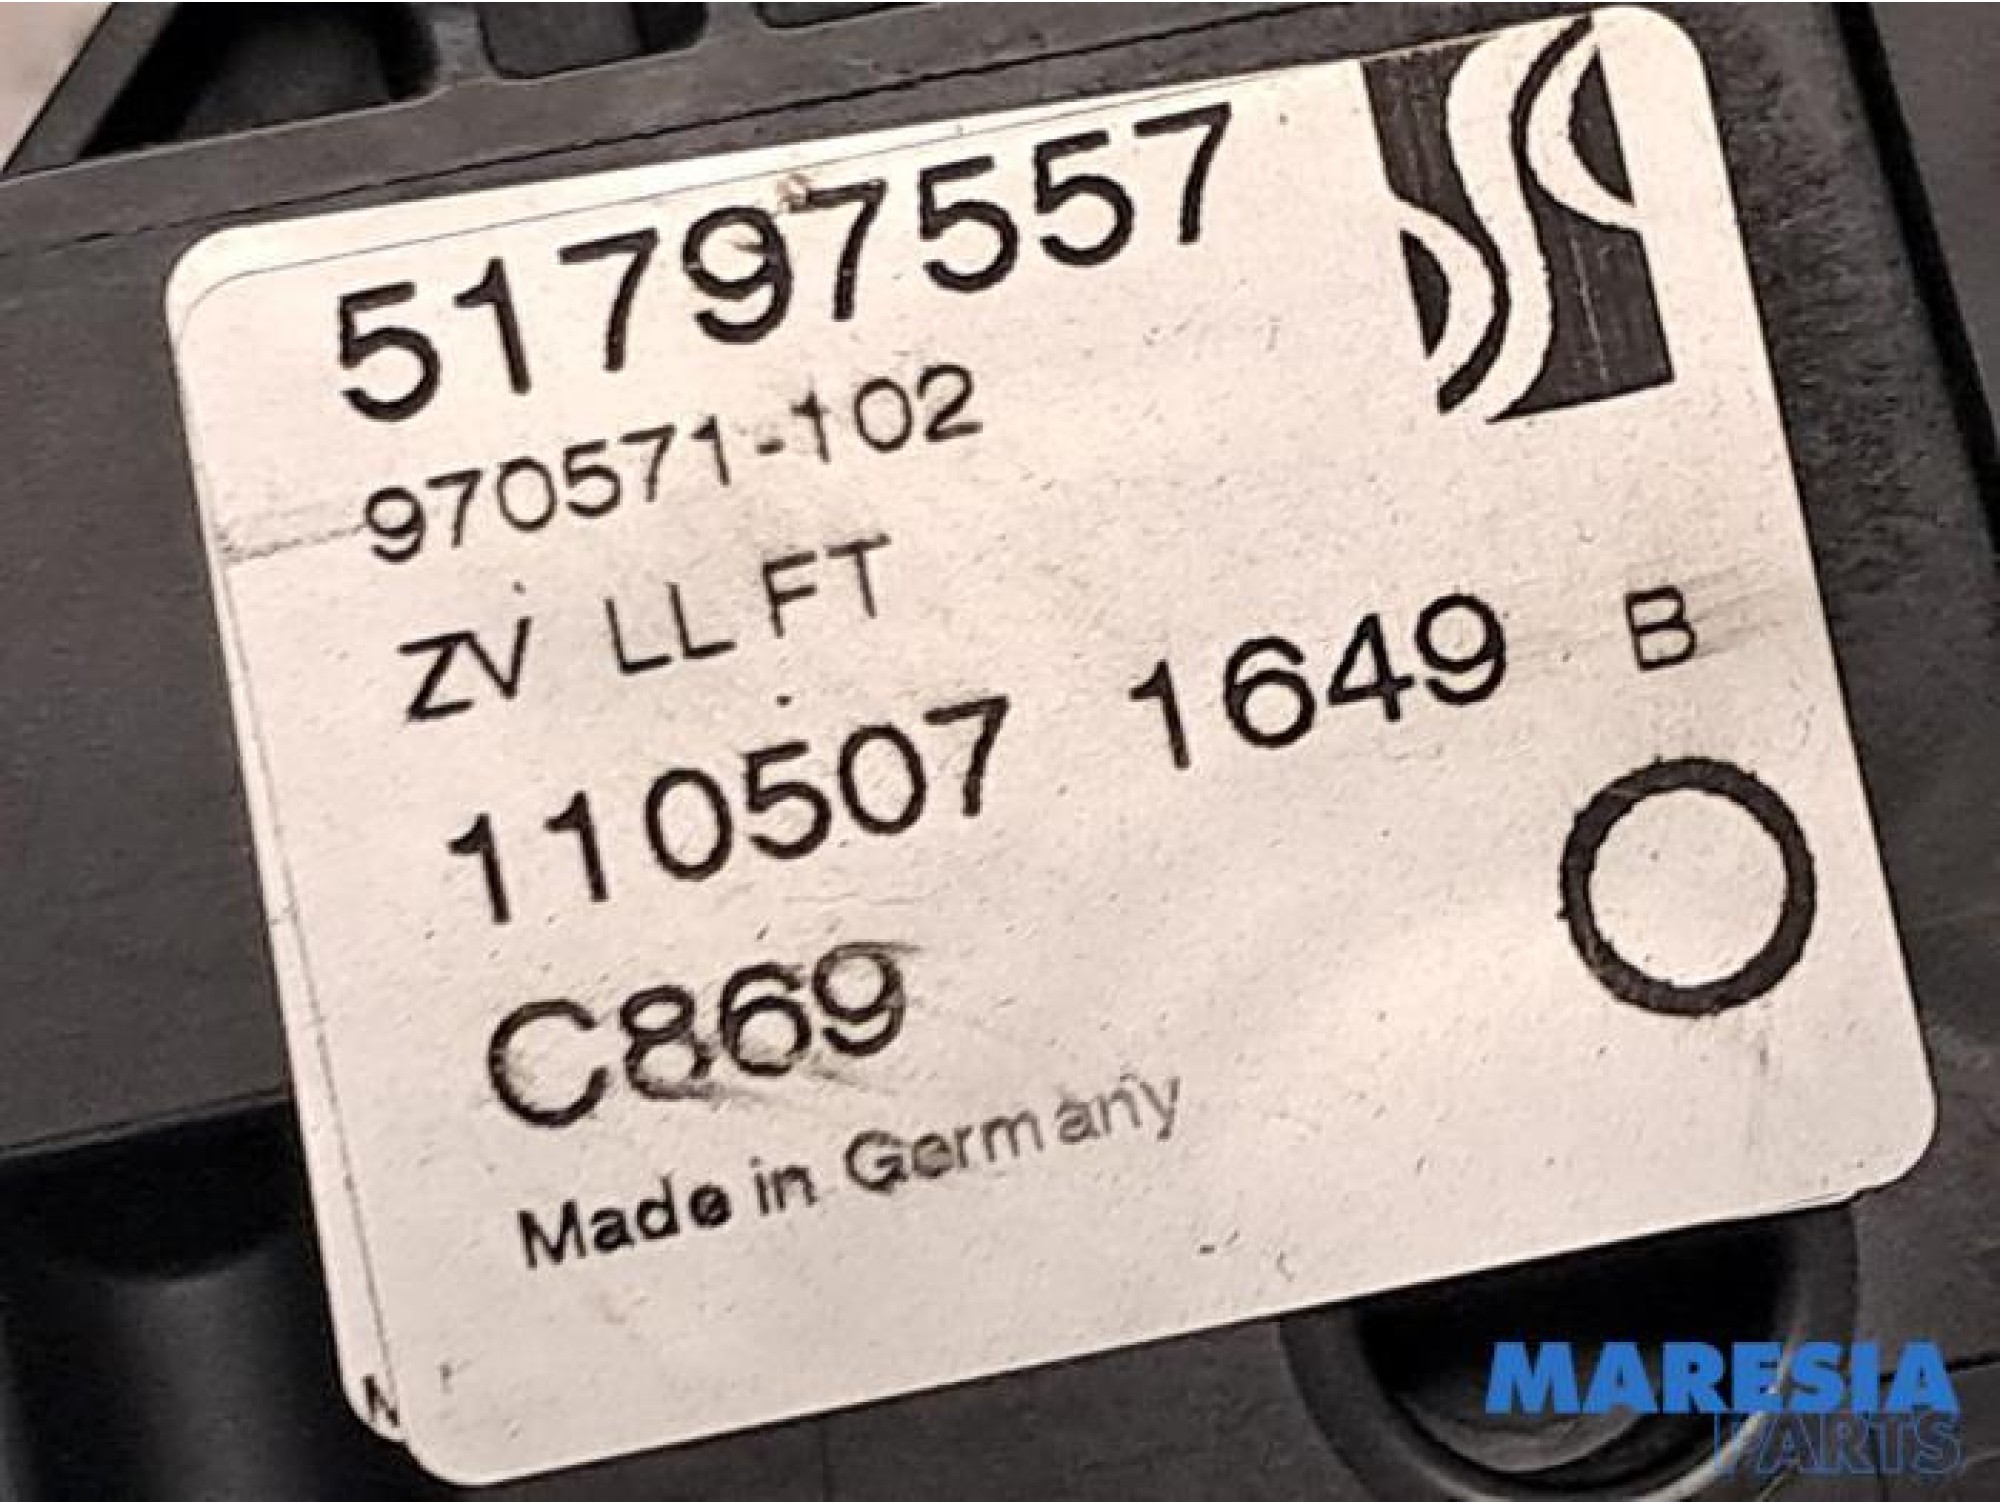 51797557
970571-102
ZV LL FT
110507 1649 B
C869
Made in Germany
N
MARESIA
PARTS